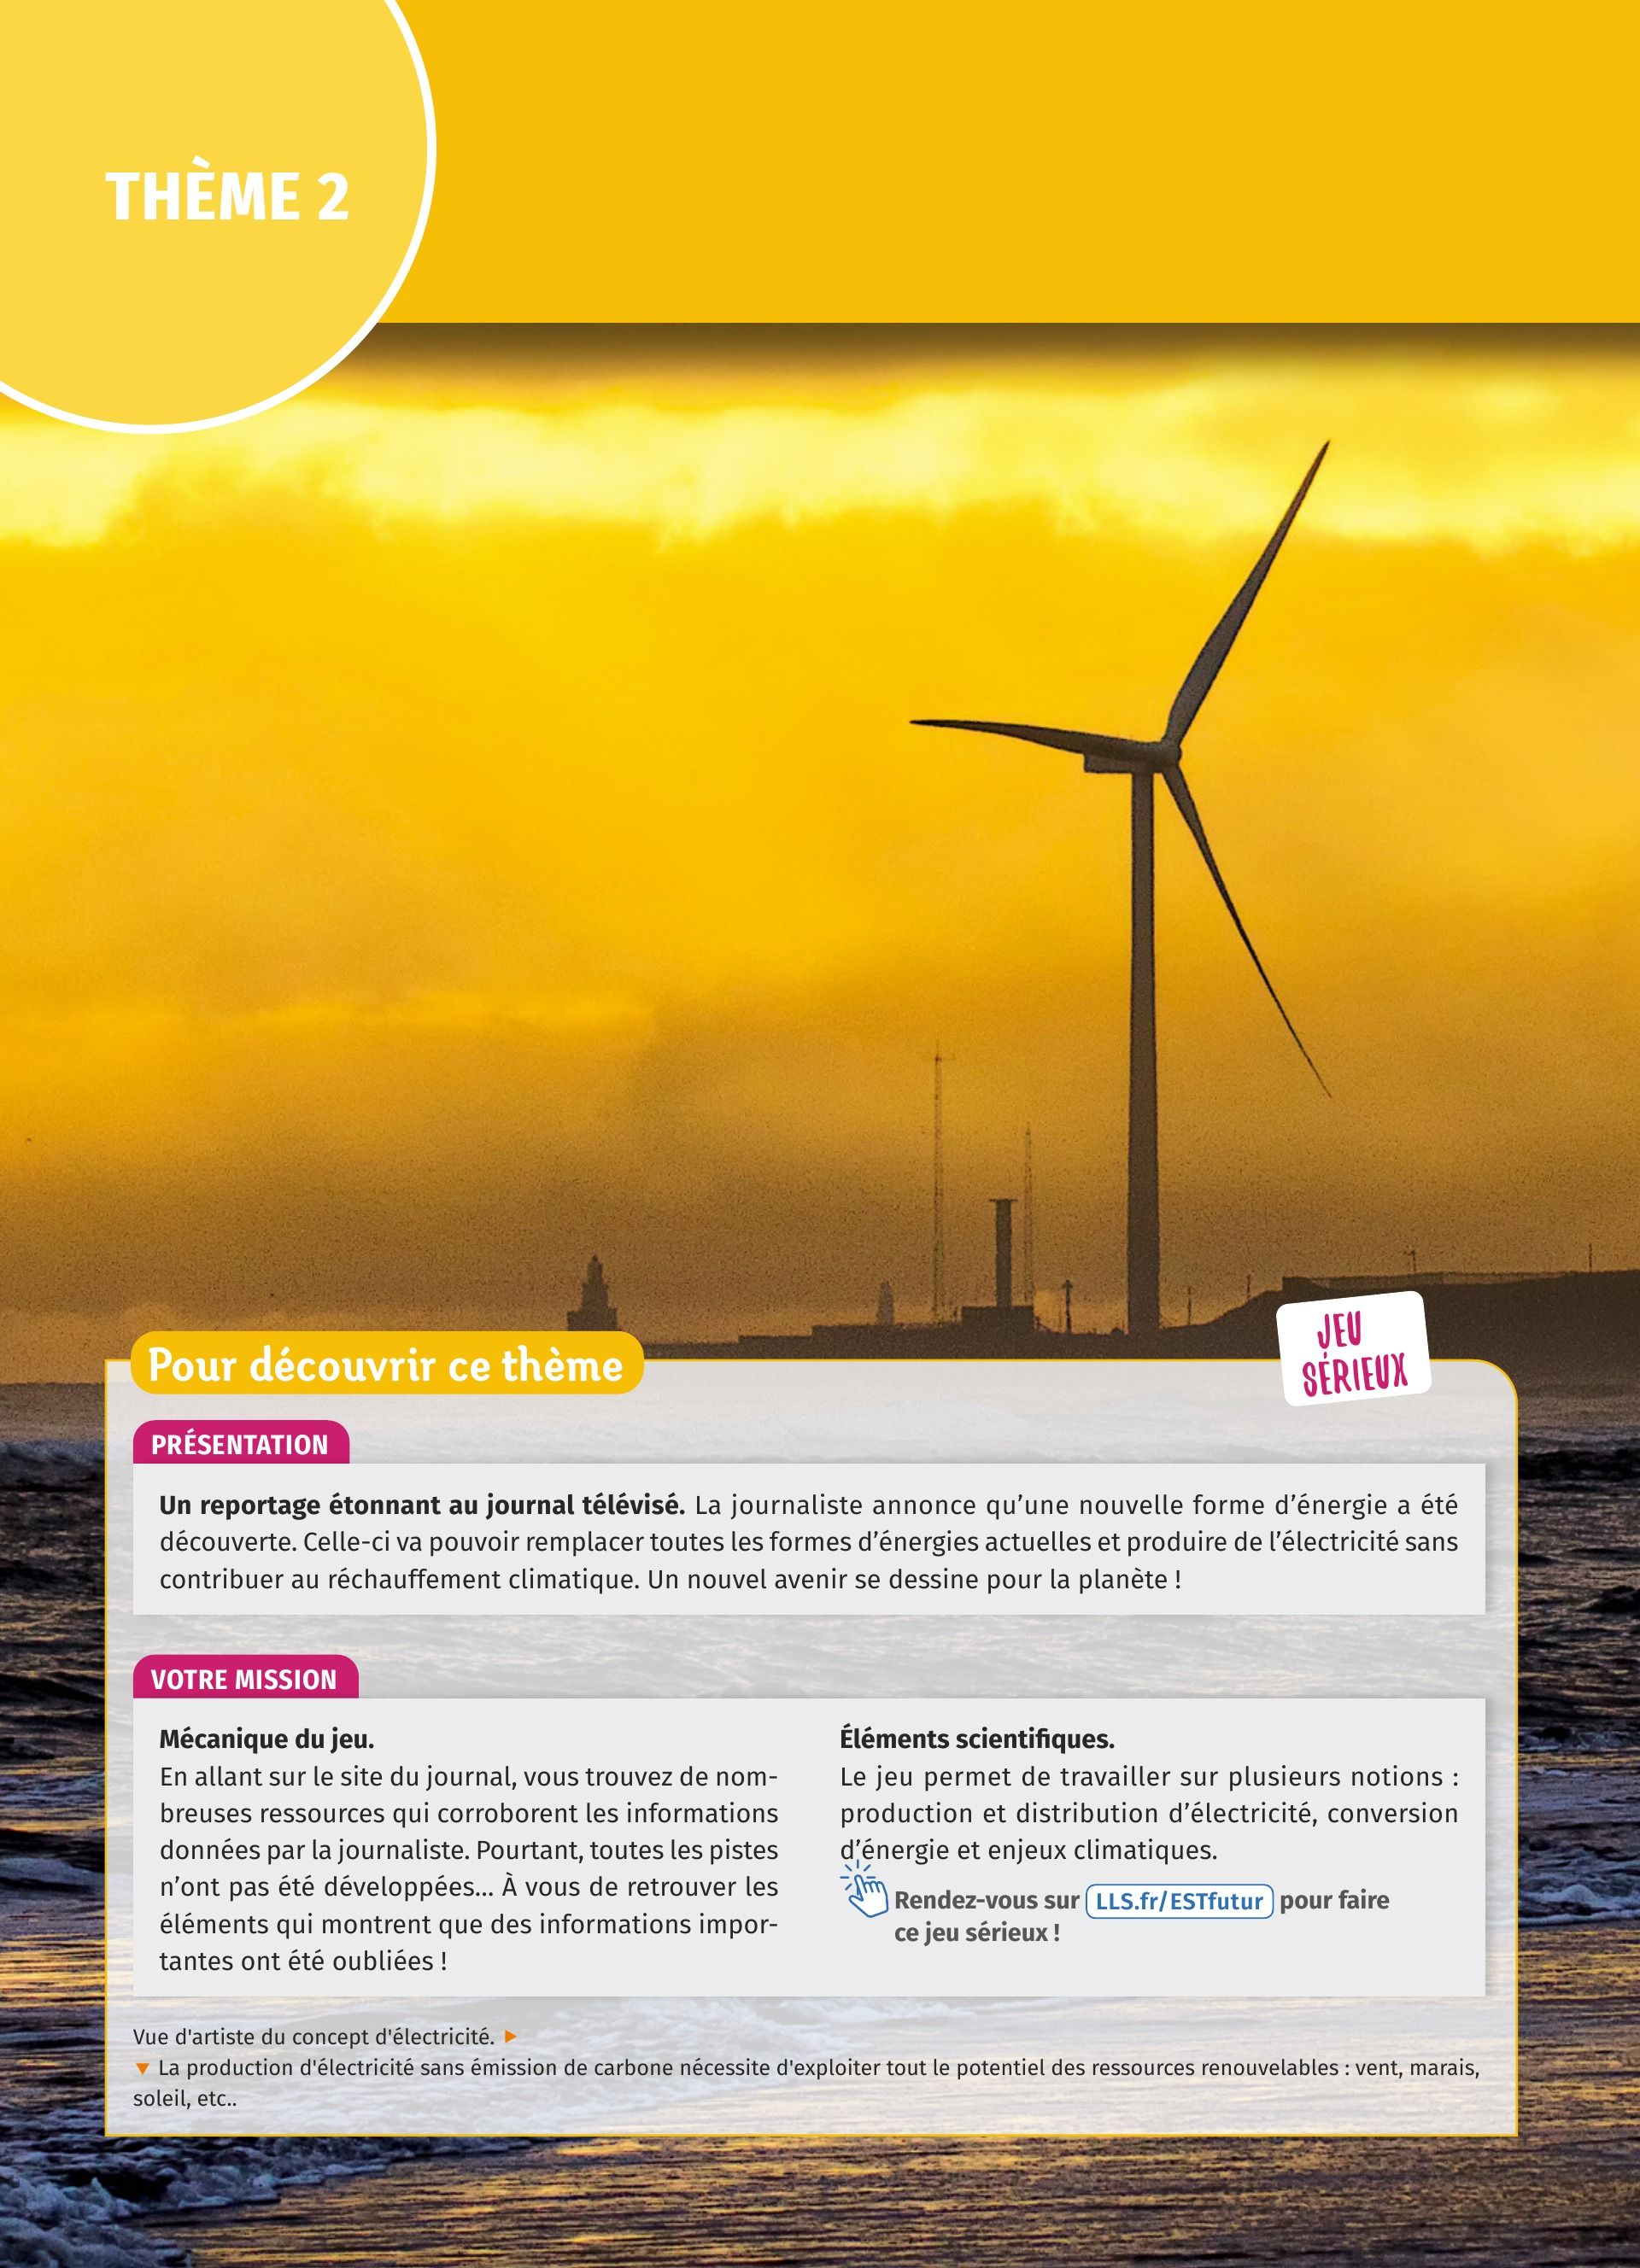 THÈME 2
Pour découvrir ce thème
JEU
SÉRIEUX
PRÉSENTATION
Un reportage étonnant au journal télévisé. La journaliste annonce qu’une nouvelle forme d’énergie a été
découverte. Celle-ci va pouvoir remplacer toutes les formes d’énergies actuelles et produire de l’électricité sans
contribuer au réchauffement climatique. Un nouvel avenir se dessine pour la planète !
VOTRE MISSION
Mécanique du jeu.
En allant sur le site du journal, vous trouvez de nom-
breuses ressources qui corroborent les informations
données par la journaliste. Pourtant, toutes les pistes
n’ont pas été développées... À vous de retrouver les
éléments qui montrent que des informations impor-
tantes ont été oubliées !
Éléments scientifiques.
Le jeu permet de travailler sur plusieurs notions :
production et distribution d’électricité, conversion
d’énergie et enjeux climatiques.
Rendez-vous sur LLS.fr/ESTfutur pour faire
ce jeu sérieux !
Vue d'artiste du concept d'électricité. ▶
▼ La production d'électricité sans émission de carbone nécessite d'exploiter tout le potentiel des ressources renouvelables : vent, marais,
soleil, etc..